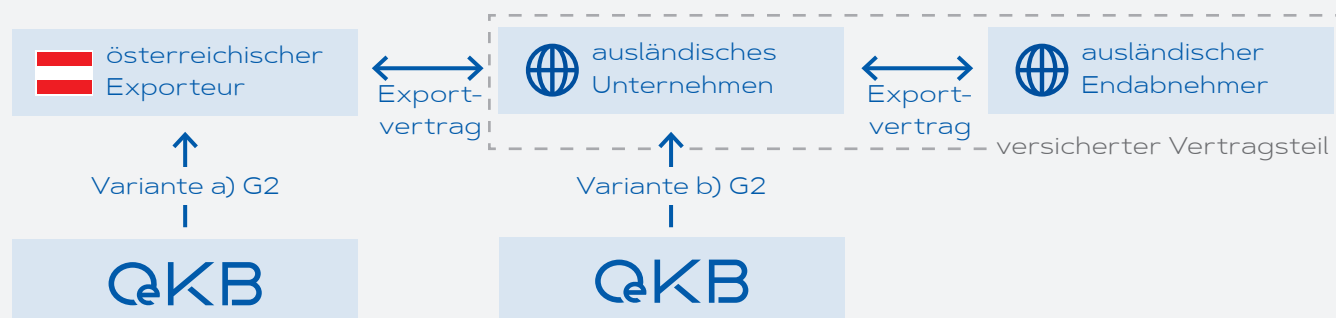 österreichischer
Exporteur
Export-
vertrag
ausländisches
Unternehmen
Export-
vertrag
ausländischer
Endabnehmer
versicherter Vertragsteil
Variante a) G2
Variante b) G2
OeKB
OeKB